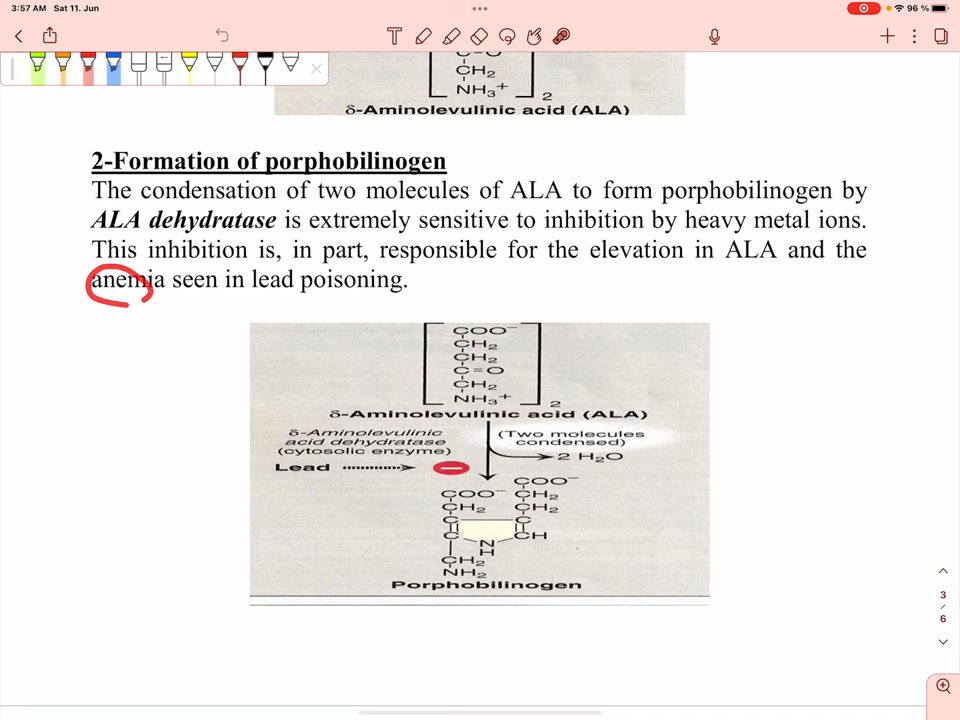 3:57 AM Sat 11. Jun
96 %
CH2
NH3+
2
δ-Aminolevulinic acid (ALA)
2-Formation of porphobilinogen
The condensation of two molecules of ALA to form porphobilinogen by
ALA dehydratase is extremely sensitive to inhibition by heavy metal ions.
This inhibition is, in part, responsible for the elevation in ALA and the
anemia seen in lead poisoning.
COO−
CH2
CH2
C=O
CH2
NH3+
2
δ-Aminolevulinic acid (ALA)
δ-Aminolevulinic
acid dehydratase
(cytosolic enzyme)
(Two molecules
condensed)
2 H2O
Lead
COO−
COO− CH2
CH2 CH2
C C
C CH
N
H
CH2
NH2
Porphobilinogen
3
/
6